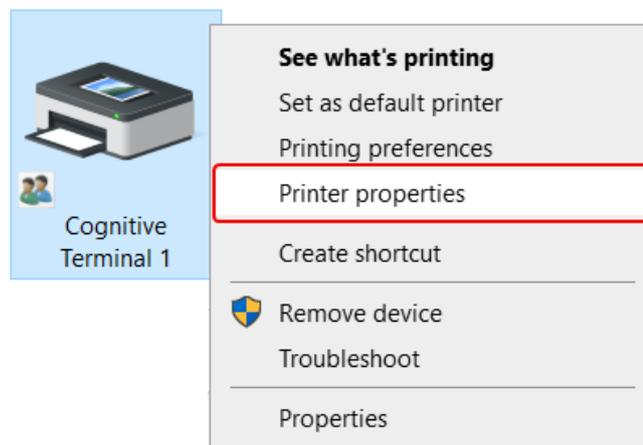 Cognitive
Terminal 1
See what's printing
Set as default printer
Printing preferences
Printer properties
Create shortcut
Remove device
Troubleshoot
Properties